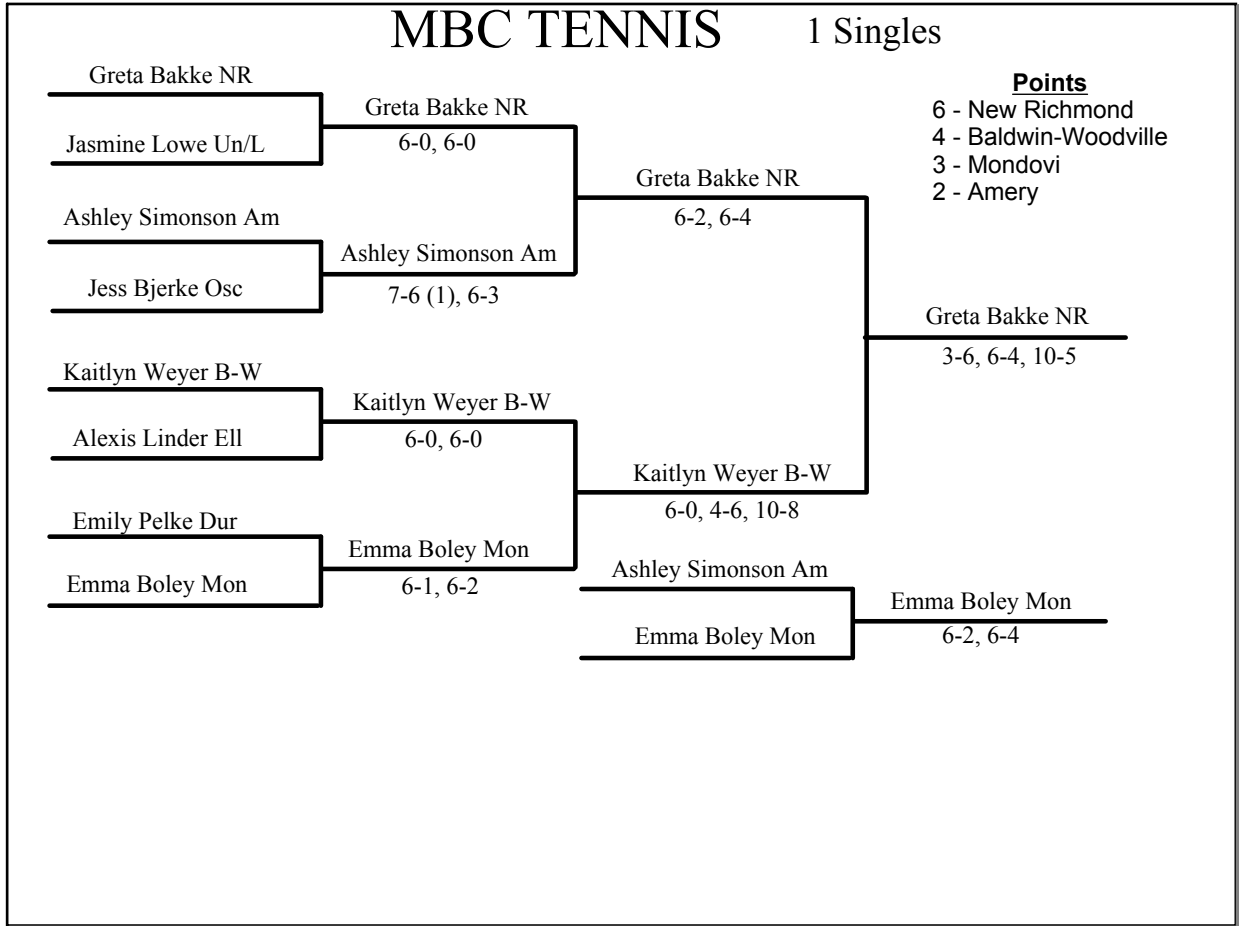 MBC TENNIS 1 Singles
Points
6 - New Richmond
4 - Baldwin-Woodville
3 - Mondovi
2 - Amery
Greta Bakke NR
Jasmine Lowe Un/L
Ashley Simonson Am
Jess Bjerke Osc
Kaitlyn Weyer B-W
Alexis Linder Ell
Emily Pelke Dur
Emma Boley Mon
Greta Bakke NR
6-0, 6-0
Ashley Simonson Am
7-6 (1), 6-3
Kaitlyn Weyer B-W
6-0, 6-0
Emma Boley Mon
6-1, 6-2
Greta Bakke NR
6-2, 6-4
Kaitlyn Weyer B-W
6-0, 4-6, 10-8
Greta Bakke NR
3-6, 6-4, 10-5
Ashley Simonson Am
Emma Boley Mon
Emma Boley Mon
6-2, 6-4